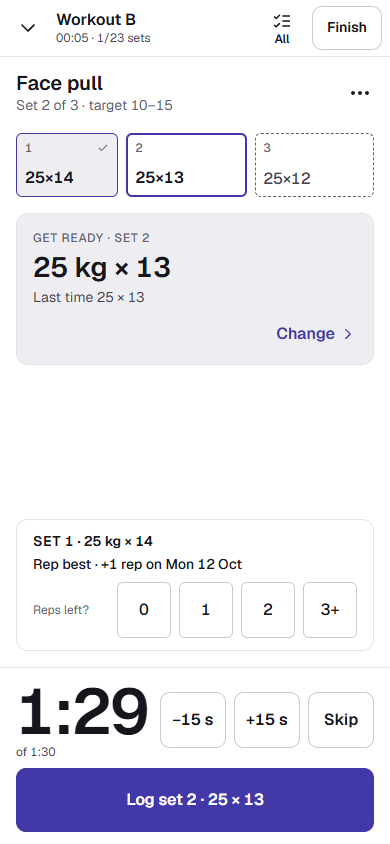 Workout B
00:05 · 1/23 sets
All
Finish
Face pull
Set 2 of 3 · target 10–15
1
25×14
2
25×13
3
25×12
GET READY · SET 2
25 kg × 13
Last time 25 × 13
Change
SET 1 · 25 kg × 14
Rep best · +1 rep on Mon 12 Oct
Reps left?
0
1
2
3+
1:29
of 1:30
−15 s
+15 s
Skip
Log set 2 · 25 × 13